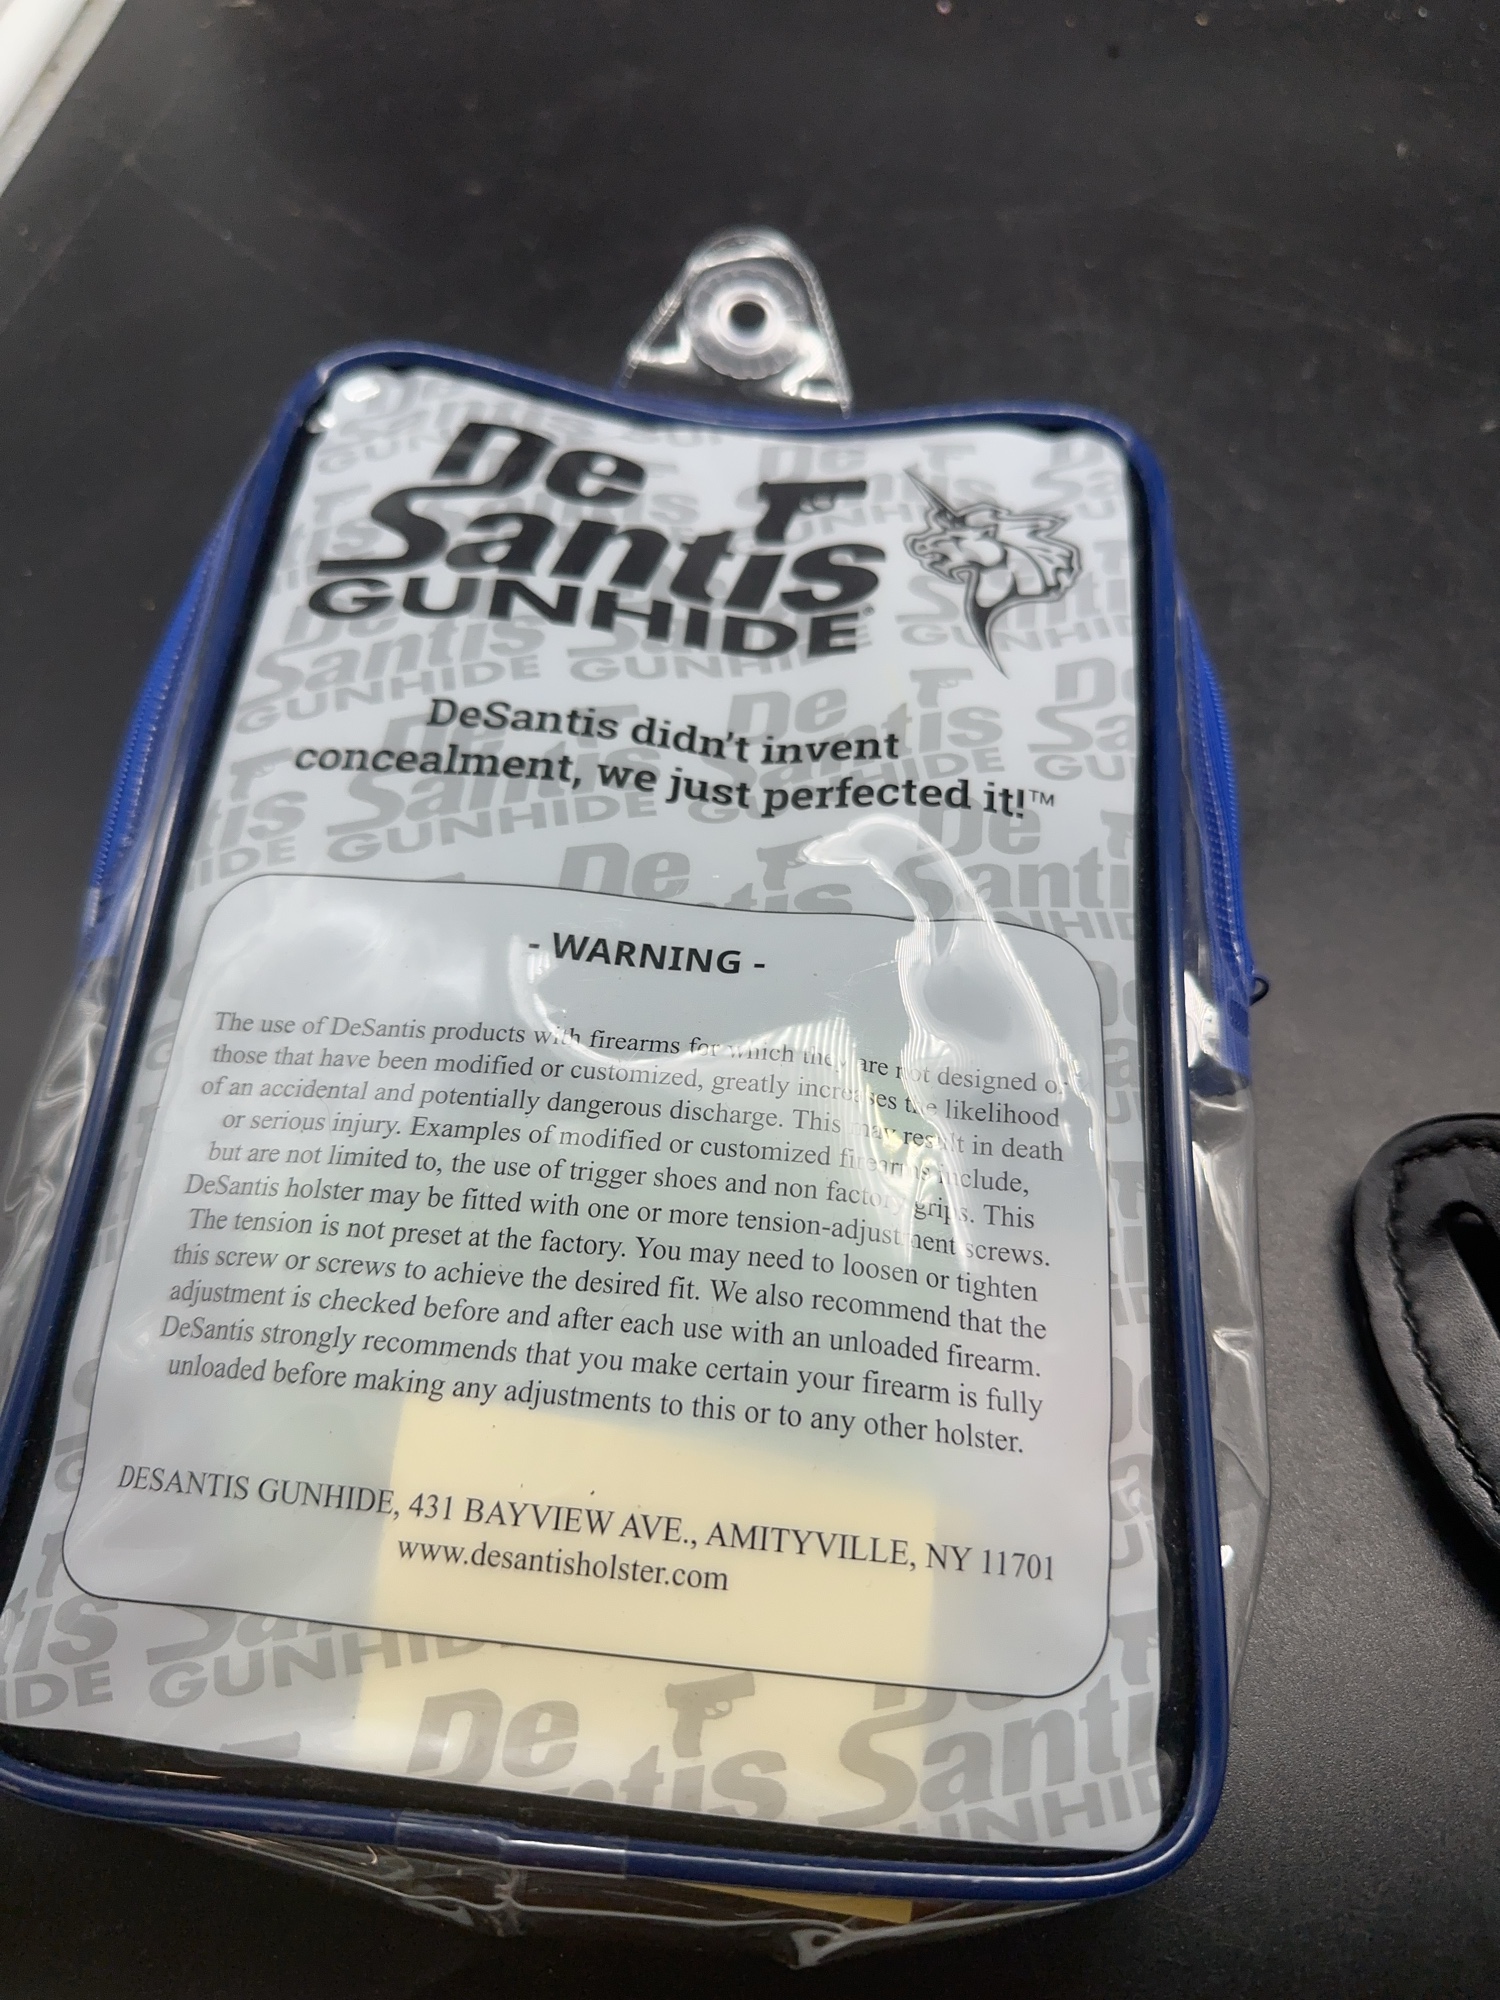 De
Santis
GUNHIDE®
DeSantis didn't invent
concealment, we just perfected it!™
- WARNING -
The use of DeSantis products with firearms for which they are not designed or
those that have been modified or customized, greatly increases the likelihood
of an accidental and potentially dangerous discharge. This may result in death
or serious injury. Examples of modified or customized firearms include,
but are not limited to, the use of trigger shoes and non factory grips. This
DeSantis holster may be fitted with one or more tension-adjustment screws.
The tension is not preset at the factory. You may need to loosen or tighten
this screw or screws to achieve the desired fit. We also recommend that the
adjustment is checked before and after each use with an unloaded firearm.
DeSantis strongly recommends that you make certain your firearm is fully
unloaded before making any adjustments to this or to any other holster.
DESANTIS GUNHIDE, 431 BAYVIEW AVE., AMITYVILLE, NY 11701
www.desantisholster.com